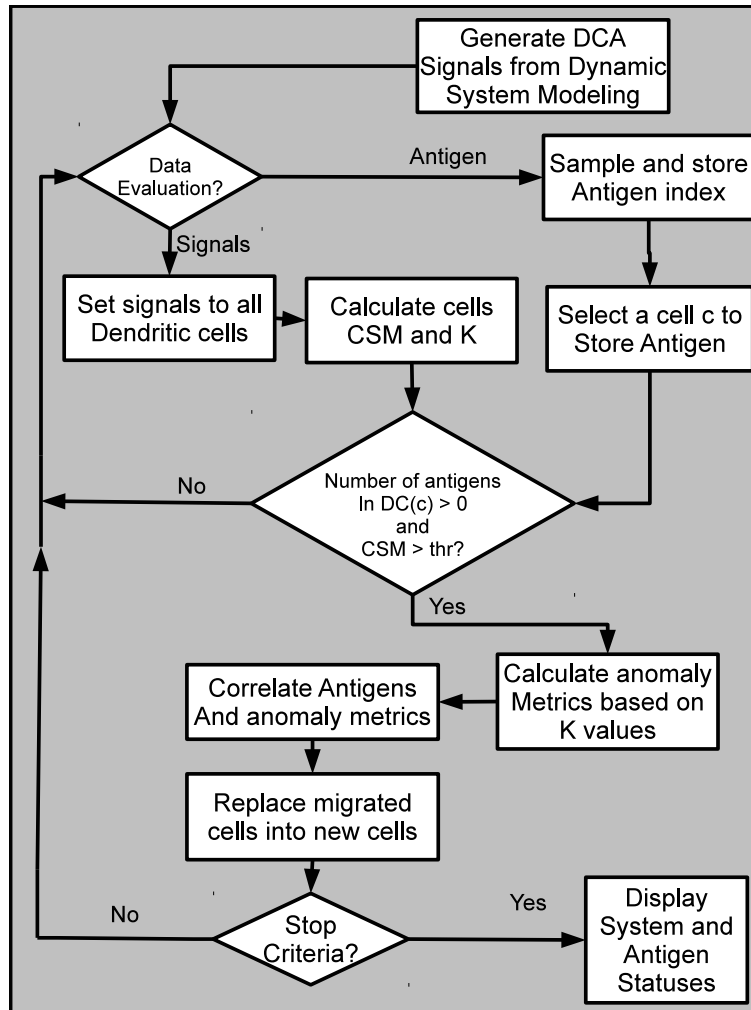 Generate DCA
Signals from Dynamic
System Modeling
Data
Evaluation?
Antigen
Sample and store
Antigen index
Signals
Set signals to all
Dendritic cells
Calculate cells
CSM and K
Select a cell c to
Store Antigen
Number of antigens
In DC(c) > 0
and
CSM > thr?
No
Yes
Calculate anomaly
Metrics based on
K values
Correlate Antigens
And anomaly metrics
Replace migrated
cells into new cells
Stop
Criteria?
No
Yes
Display
System and
Antigen
Statuses